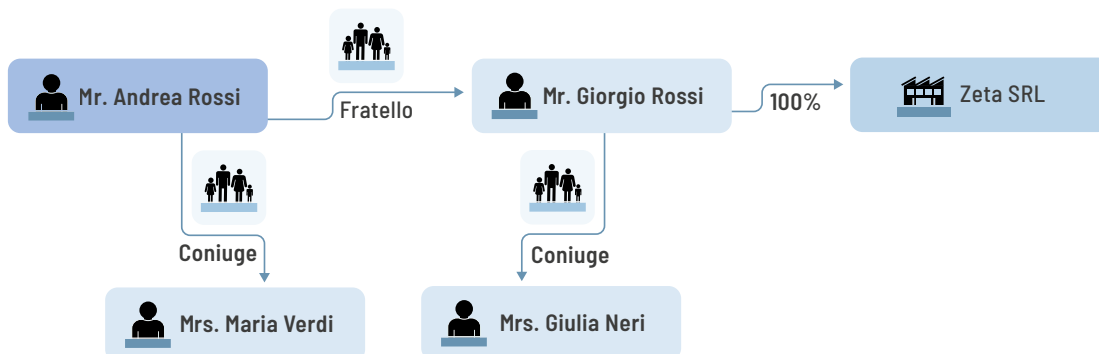 Mr. Andrea Rossi
Fratello
Mr. Giorgio Rossi
100%
Zeta SRL
Coniuge
Coniuge
Mrs. Maria Verdi
Mrs. Giulia Neri